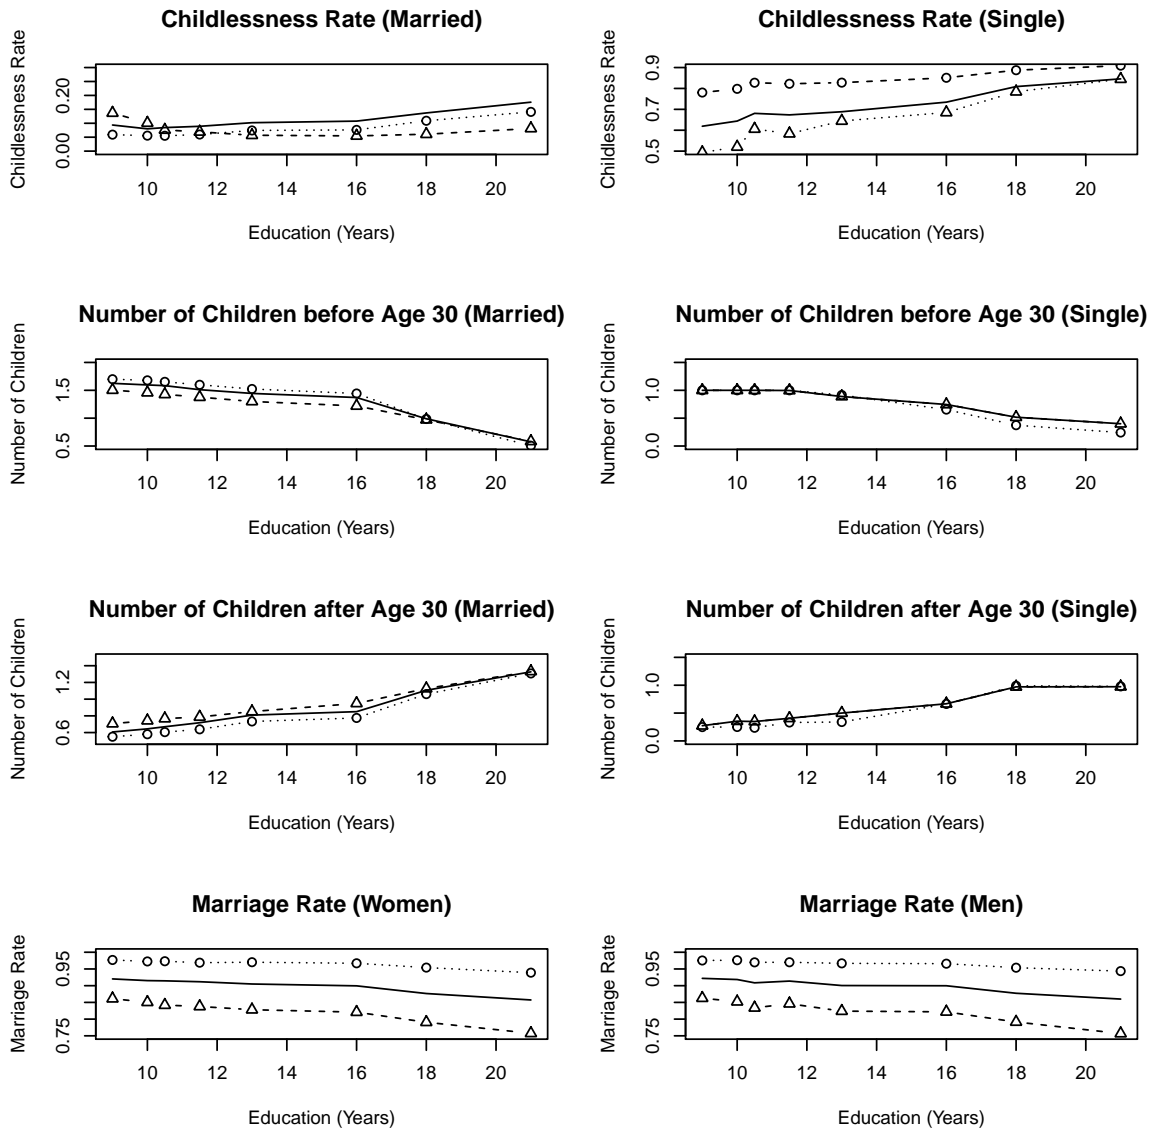 Childlessness Rate (Married)
Childlessness Rate
0.00 0.20
10 12 14 16 18 20
Education (Years)
Childlessness Rate (Single)
Childlessness Rate
0.5 0.7 0.9
10 12 14 16 18 20
Education (Years)
Number of Children before Age 30 (Married)
Number of Children
0.5 1.5
10 12 14 16 18 20
Education (Years)
Number of Children before Age 30 (Single)
Number of Children
0.0 1.0
10 12 14 16 18 20
Education (Years)
Number of Children after Age 30 (Married)
Number of Children
0.6 1.2
10 12 14 16 18 20
Education (Years)
Number of Children after Age 30 (Single)
Number of Children
0.0 1.0
10 12 14 16 18 20
Education (Years)
Marriage Rate (Women)
Marriage Rate
0.75 0.95
10 12 14 16 18 20
Education (Years)
Marriage Rate (Men)
Marriage Rate
0.75 0.95
10 12 14 16 18 20
Education (Years)